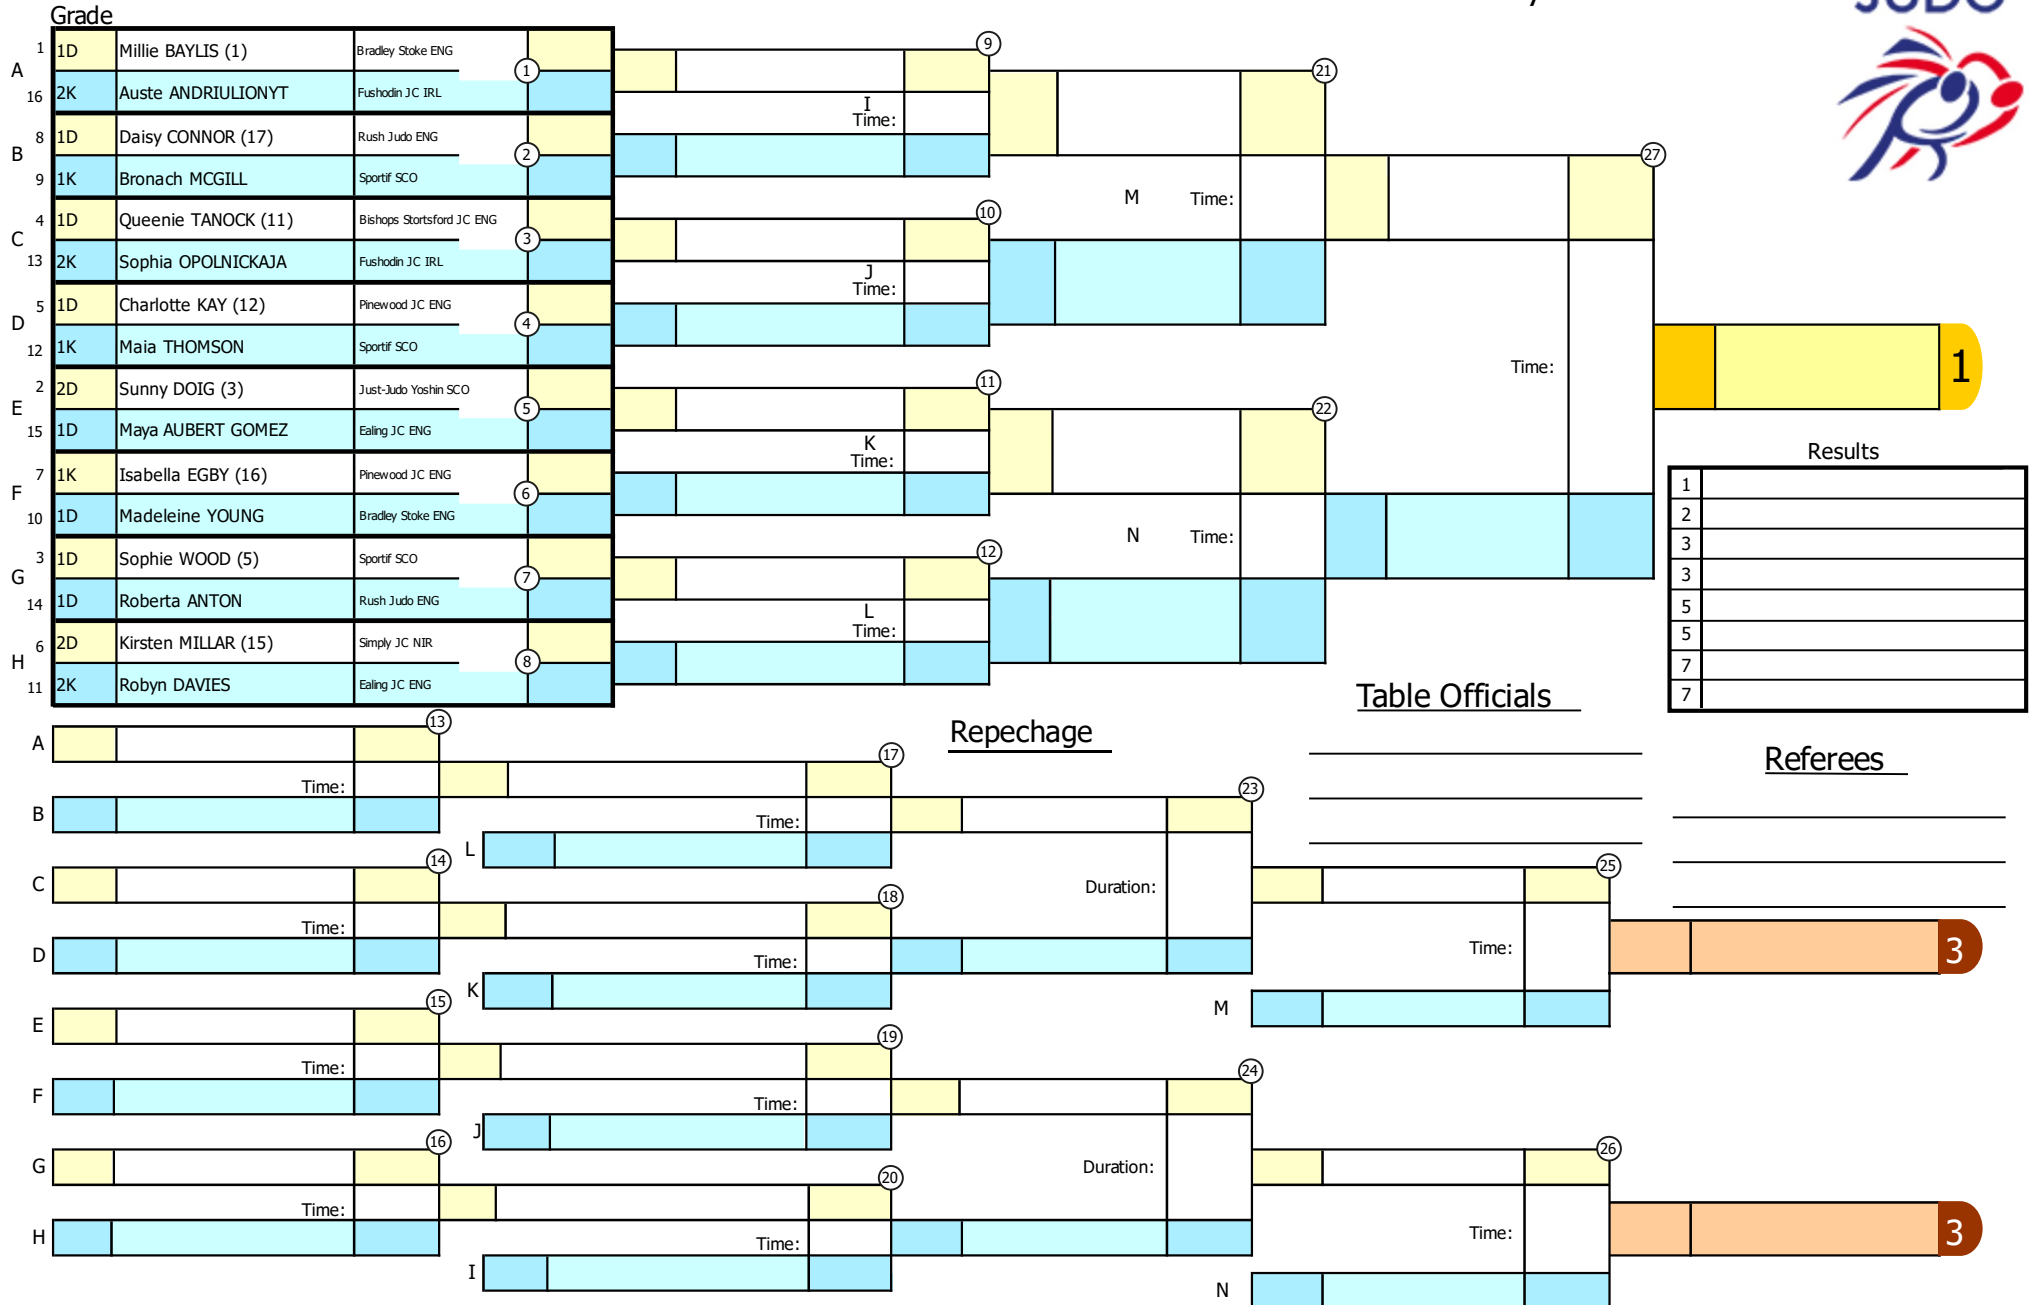 JUDO
Grade
A
1 1D Millie BAYLIS (1) Bradley Stoke ENG
1
16 2K Auste ANDRIULIONYT Fushodin JC IRL
B
8 1D Daisy CONNOR (17) Rush Judo ENG
2
9 1K Bronach MCGILL Sportif SCO
C
4 1D Queenie TANOCK (11) Bishops Stortsford JC ENG
3
13 2K Sophia OPOLNICKAJA Fushodin JC IRL
D
5 1D Charlotte KAY (12) Pinewood JC ENG
4
12 1K Maia THOMSON Sportif SCO
E
2 2D Sunny DOIG (3) Just-Judo Yoshin SCO
5
15 1D Maya AUBERT GOMEZ Ealing JC ENG
F
7 1K Isabella EGBY (16) Pinewood JC ENG
6
10 1D Madeleine YOUNG Bradley Stoke ENG
G
3 1D Sophie WOOD (5) Sportif SCO
7
14 1D Roberta ANTON Rush Judo ENG
H
6 2D Kirsten MILLAR (15) Simply JC NIR
8
11 2K Robyn DAVIES Ealing JC ENG
9
I
Time:
10
J
Time:
11
K
Time:
12
L
Time:
21
M Time:
22
N Time:
27
Time:
1
Results
1
2
3
3
5
5
7
7
Table Officials
Referees
Repechage
A
13
Time:
B
C
14
Time:
D
E
15
Time:
F
G
16
Time:
H
17
Time:
L
18
Time:
K
19
Time:
J
20
Time:
I
23
Duration:
24
Duration:
25
Time:
M
3
26
Time:
N
3